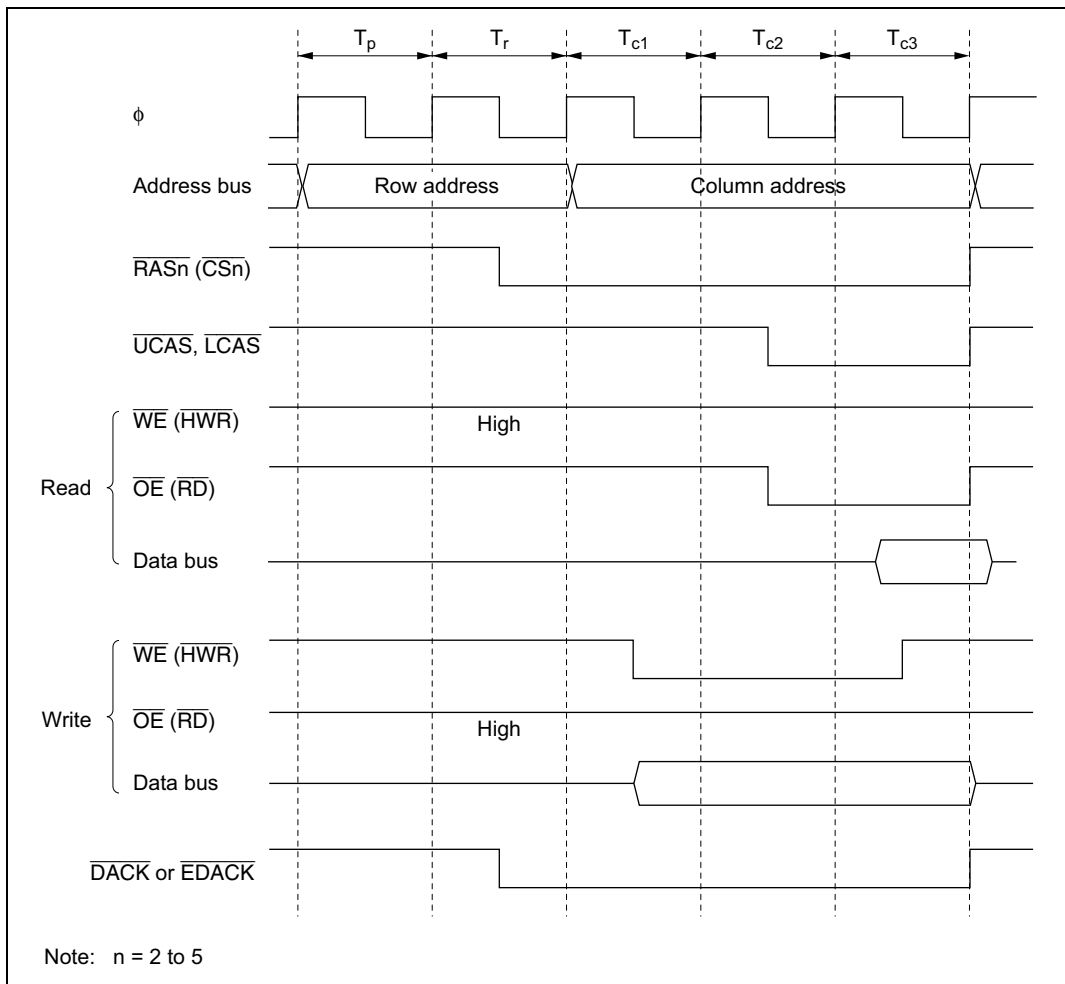 Tp Tr Tc1 Tc2 Tc3
ϕ
Address bus Row address Column address
RASn (CSn)
UCAS, LCAS
WE (HWR) High
Read OE (RD)
Data bus
WE (HWR)
Write OE (RD) High
Data bus
DACK or EDACK
Note: n = 2 to 5